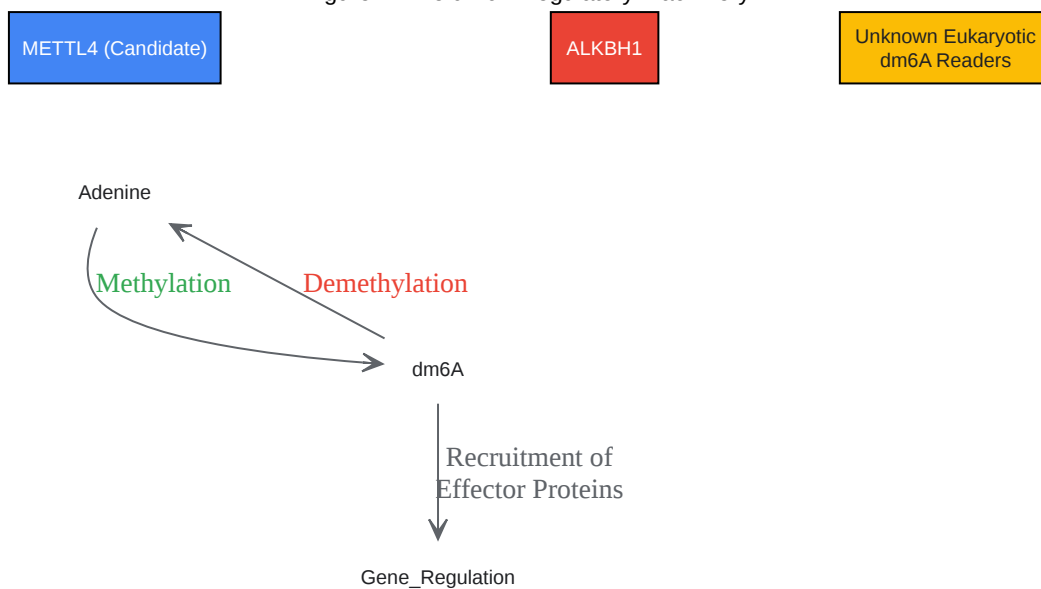 METTL4 (Candidate)
ALKBH1
Unknown Eukaryotic
dm6A Readers
Adenine
Methylation
Demethylation
dm6A
Recruitment of
Effector Proteins
Gene_Regulation